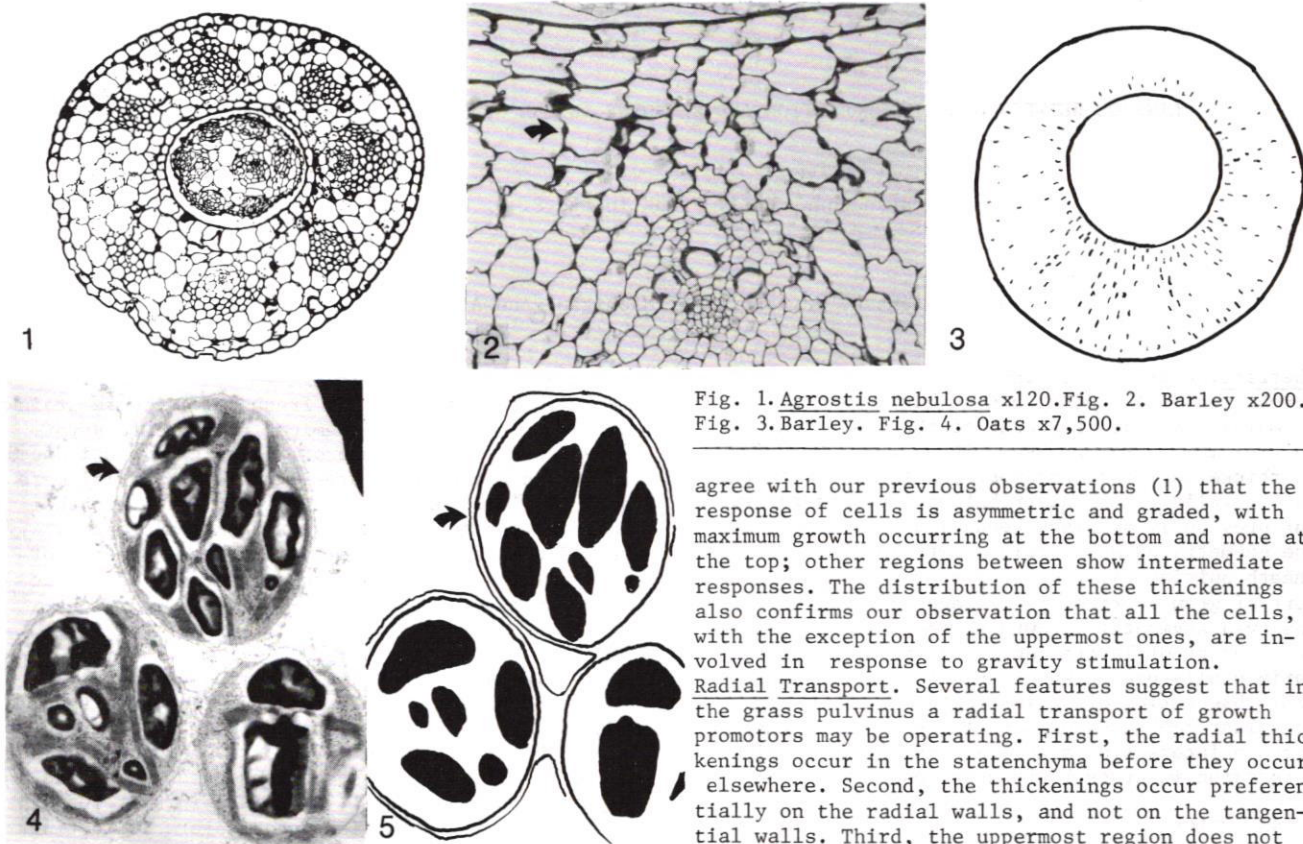 1
2
3
4
5
Fig. 1. Agrostis nebulosa x120.Fig. 2. Barley x200.
Fig. 3. Barley. Fig. 4. Oats x7,500.
agree with our previous observations (1) that the
response of cells is asymmetric and graded, with
maximum growth occurring at the bottom and none at
the top; other regions between show intermediate
responses. The distribution of these thickenings
also confirms our observation that all the cells,
with the exception of the uppermost ones, are in-
volved in response to gravity stimulation.
Radial Transport. Several features suggest that in
the grass pulvinus a radial transport of growth
promotors may be operating. First, the radial thic
kenings occur in the statenchyma before they occur
elsewhere. Second, the thickenings occur preferen
tially on the radial walls, and not on the tangen-
tial walls. Third, the uppermost region does not